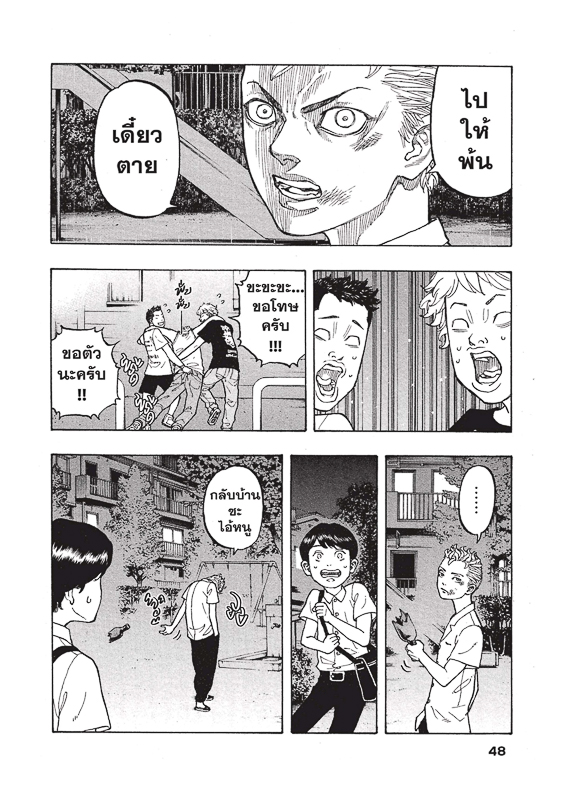 ไป
ให้
พ้น
เดี๋ยว
ตาย
ขะขะขะ...
ขอโทษ
ครับ
!!!
ขอตัว
นะครับ
!!
........
กลับบ้าน
ซะ
ไอ้หนู
48